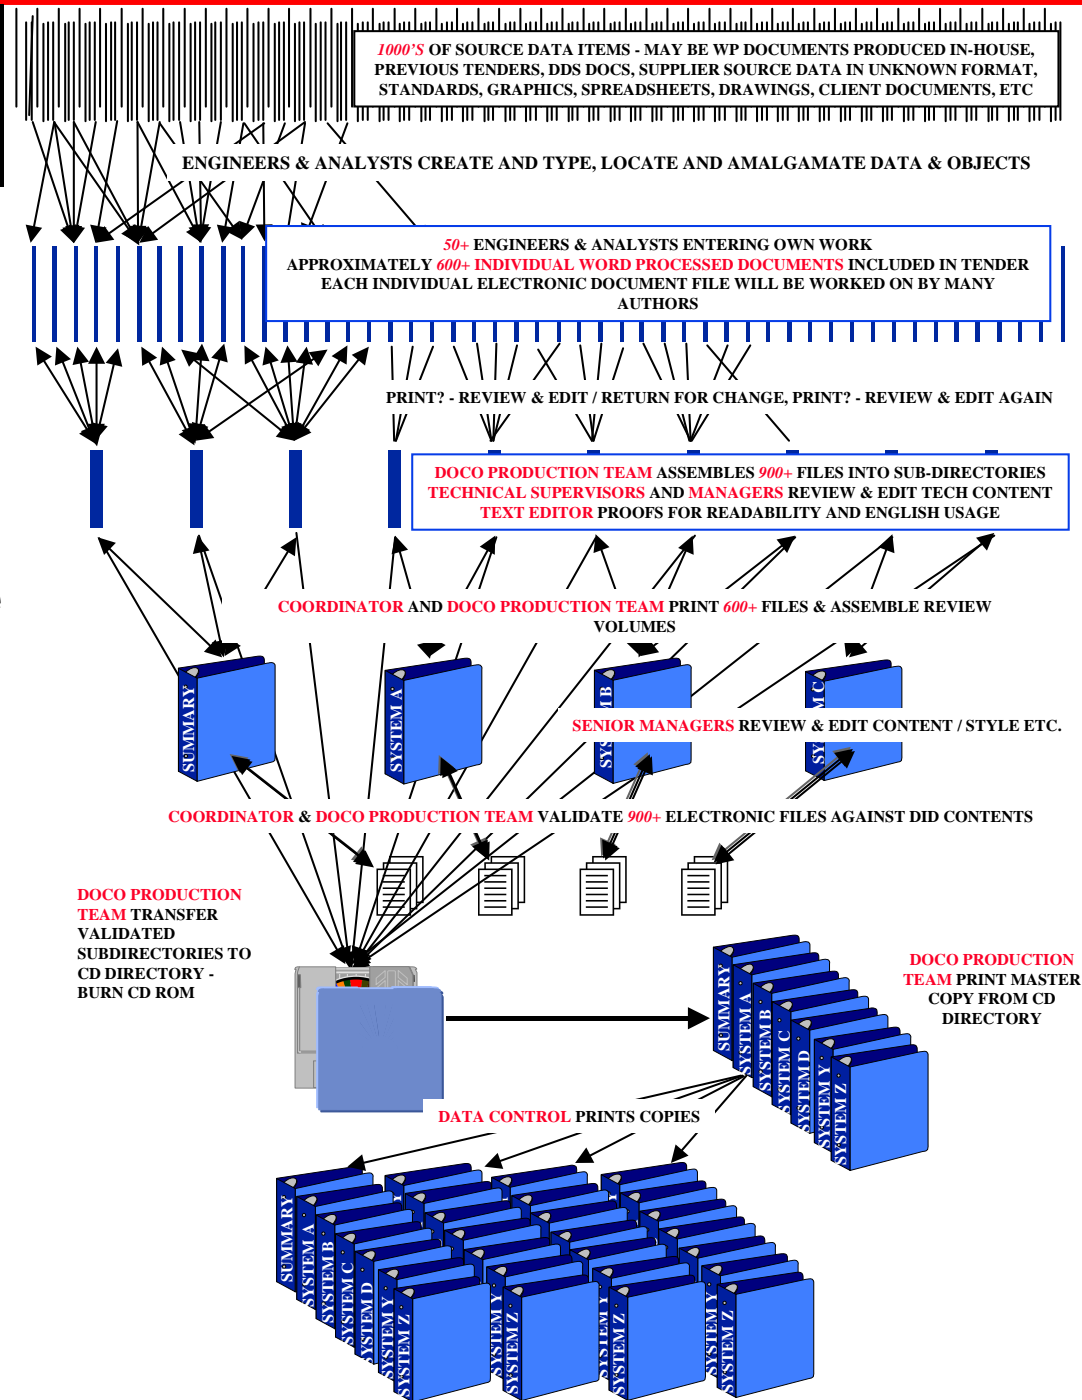 1000'S OF SOURCE DATA ITEMS - MAY BE WP DOCUMENTS PRODUCED IN-HOUSE,
PREVIOUS TENDERS, DDS DOCS, SUPPLIER SOURCE DATA IN UNKNOWN FORMAT,
STANDARDS, GRAPHICS, SPREADSHEETS, DRAWINGS, CLIENT DOCUMENTS, ETC
ENGINEERS & ANALYSTS CREATE AND TYPE, LOCATE AND AMALGAMATE DATA & OBJECTS
50+ ENGINEERS & ANALYSTS ENTERING OWN WORK
APPROXIMATELY 600+ INDIVIDUAL WORD PROCESSED DOCUMENTS INCLUDED IN TENDER
EACH INDIVIDUAL ELECTRONIC DOCUMENT FILE WILL BE WORKED ON BY MANY
AUTHORS
PRINT? - REVIEW & EDIT / RETURN FOR CHANGE, PRINT? - REVIEW & EDIT AGAIN
DOCO PRODUCTION TEAM ASSEMBLES 900+ FILES INTO SUB-DIRECTORIES
TECHNICAL SUPERVISORS AND MANAGERS REVIEW & EDIT TECH CONTENT
TEXT EDITOR PROOFS FOR READABILITY AND ENGLISH USAGE
COORDINATOR AND DOCO PRODUCTION TEAM PRINT 600+ FILES & ASSEMBLE REVIEW
VOLUMES
SUMMARY
SYSTEM A
SY M B
SY M C
SENIOR MANAGERS REVIEW & EDIT CONTENT / STYLE ETC.
COORDINATOR & DOCO PRODUCTION TEAM VALIDATE 900+ ELECTRONIC FILES AGAINST DID CONTENTS
DOCO PRODUCTION
TEAM TRANSFER
VALIDATED
SUBDIRECTORIES TO
CD DIRECTORY -
BURN CD ROM
SUMMARY
SYSTEM A
SYSTEM B
SYSTEM C
SYSTEM D
SYSTEM Y
SYSTEM Z
DOCO PRODUCTION
TEAM PRINT MASTER
COPY FROM CD
DIRECTORY
DATA CONTROL PRINTS COPIES
SUMMARY
SYSTEM A
SYSTEM B
SYSTEM C
SYSTEM D
SYSTEM Y
SYSTEM Z
SYSTEM Y
SYSTEM Z
SYSTEM Y
SYSTEM Z
SYSTEM Y
SYSTEM Z